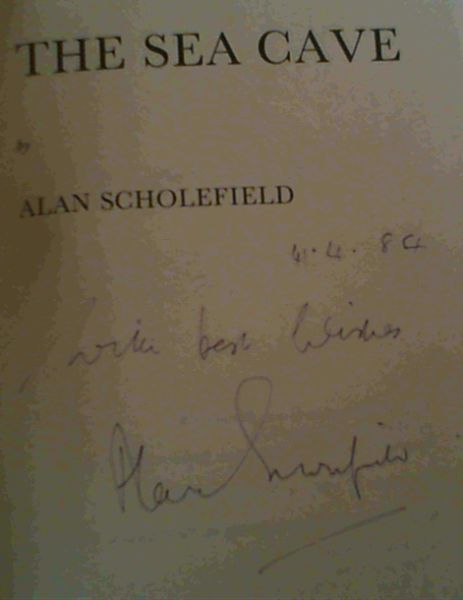 THE SEA CAVE
by
ALAN SCHOLEFIELD
4.4.84
with best wishes
Alan Scholefield